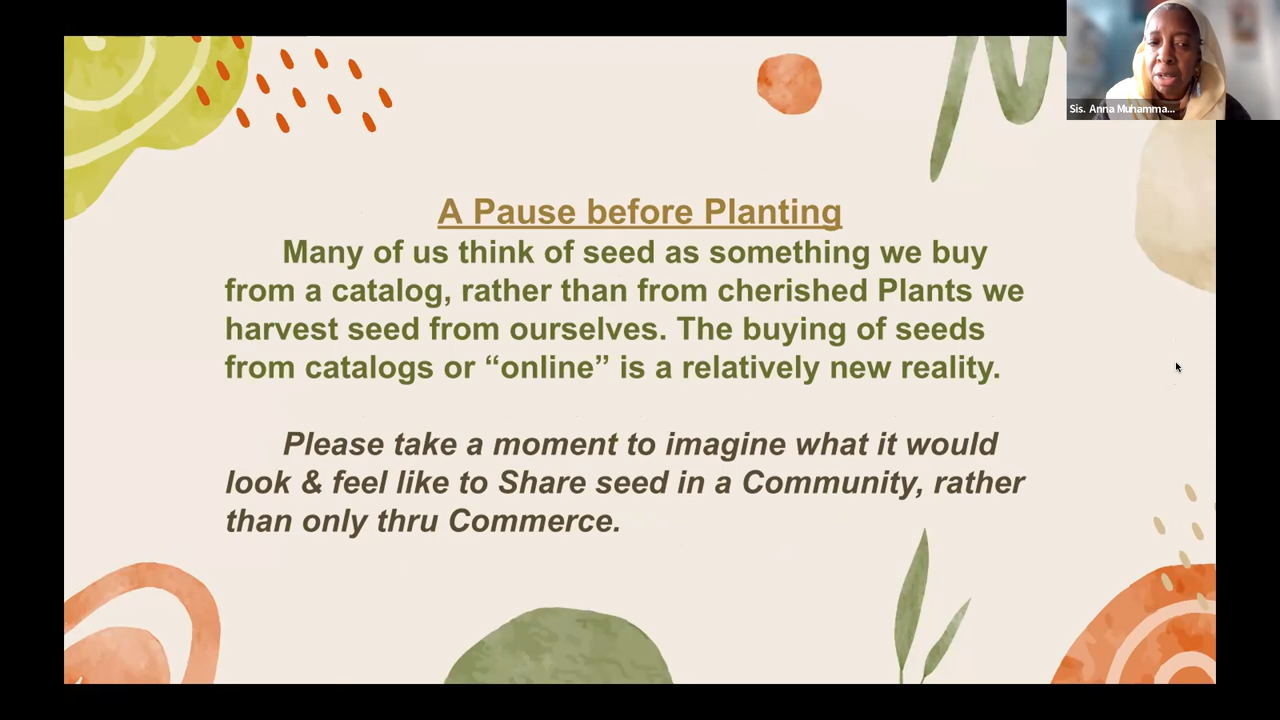 Sis. Anna Muhamma...
A Pause before Planting
Many of us think of seed as something we buy
from a catalog, rather than from cherished Plants we
harvest seed from ourselves. The buying of seeds
from catalogs or “online” is a relatively new reality.
Please take a moment to imagine what it would
look & feel like to Share seed in a Community, rather
than only thru Commerce.